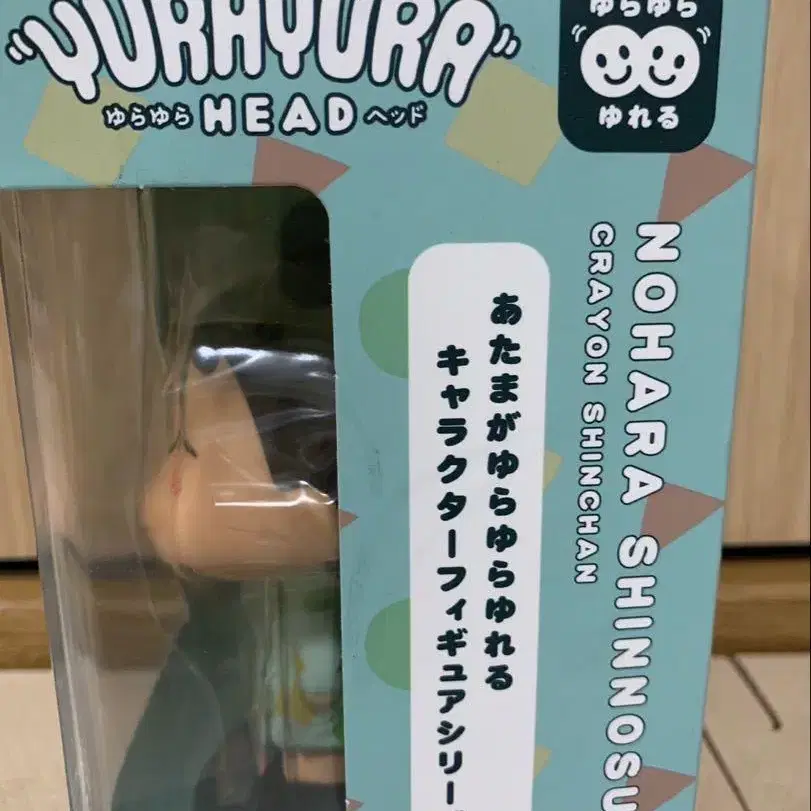 YURAYURA
ゆらゆら HEAD ヘッド
ゆらゆら
ゆれる
NOHARA SHINNOSU
CRAYON SHINCHAN
あたまがゆらゆらゆれる
キャラクターフィギュアシリー